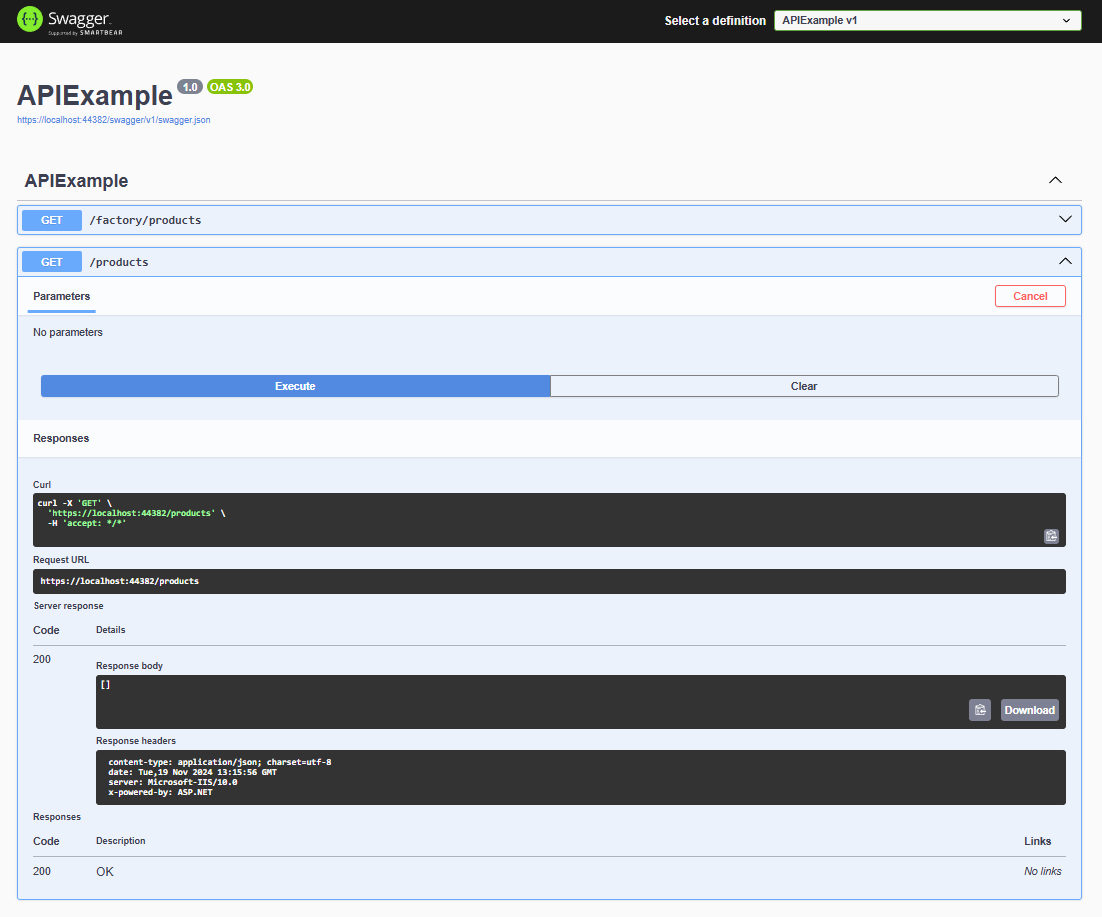 Swagger.
Supported by SMARTBEAR
Select a definition
APIExample v1
APIExample 1.0 OAS 3.0
https://localhost:44382/swagger/v1/swagger.json
APIExample
GET /factory/products
GET /products
Parameters
Cancel
No parameters
Execute
Clear
Responses
Curl
curl -X 'GET' \
'https://localhost:44382/products' \
-H 'accept: */*'
Request URL
https://localhost:44382/products
Server response
Code Details
200
Response body
[]
Download
Response headers
content-type: application/json; charset=utf-8
date: Tue,19 Nov 2024 13:15:56 GMT
server: Microsoft-IIS/10.0
x-powered-by: ASP.NET
Responses
Code Description Links
200 OK No links